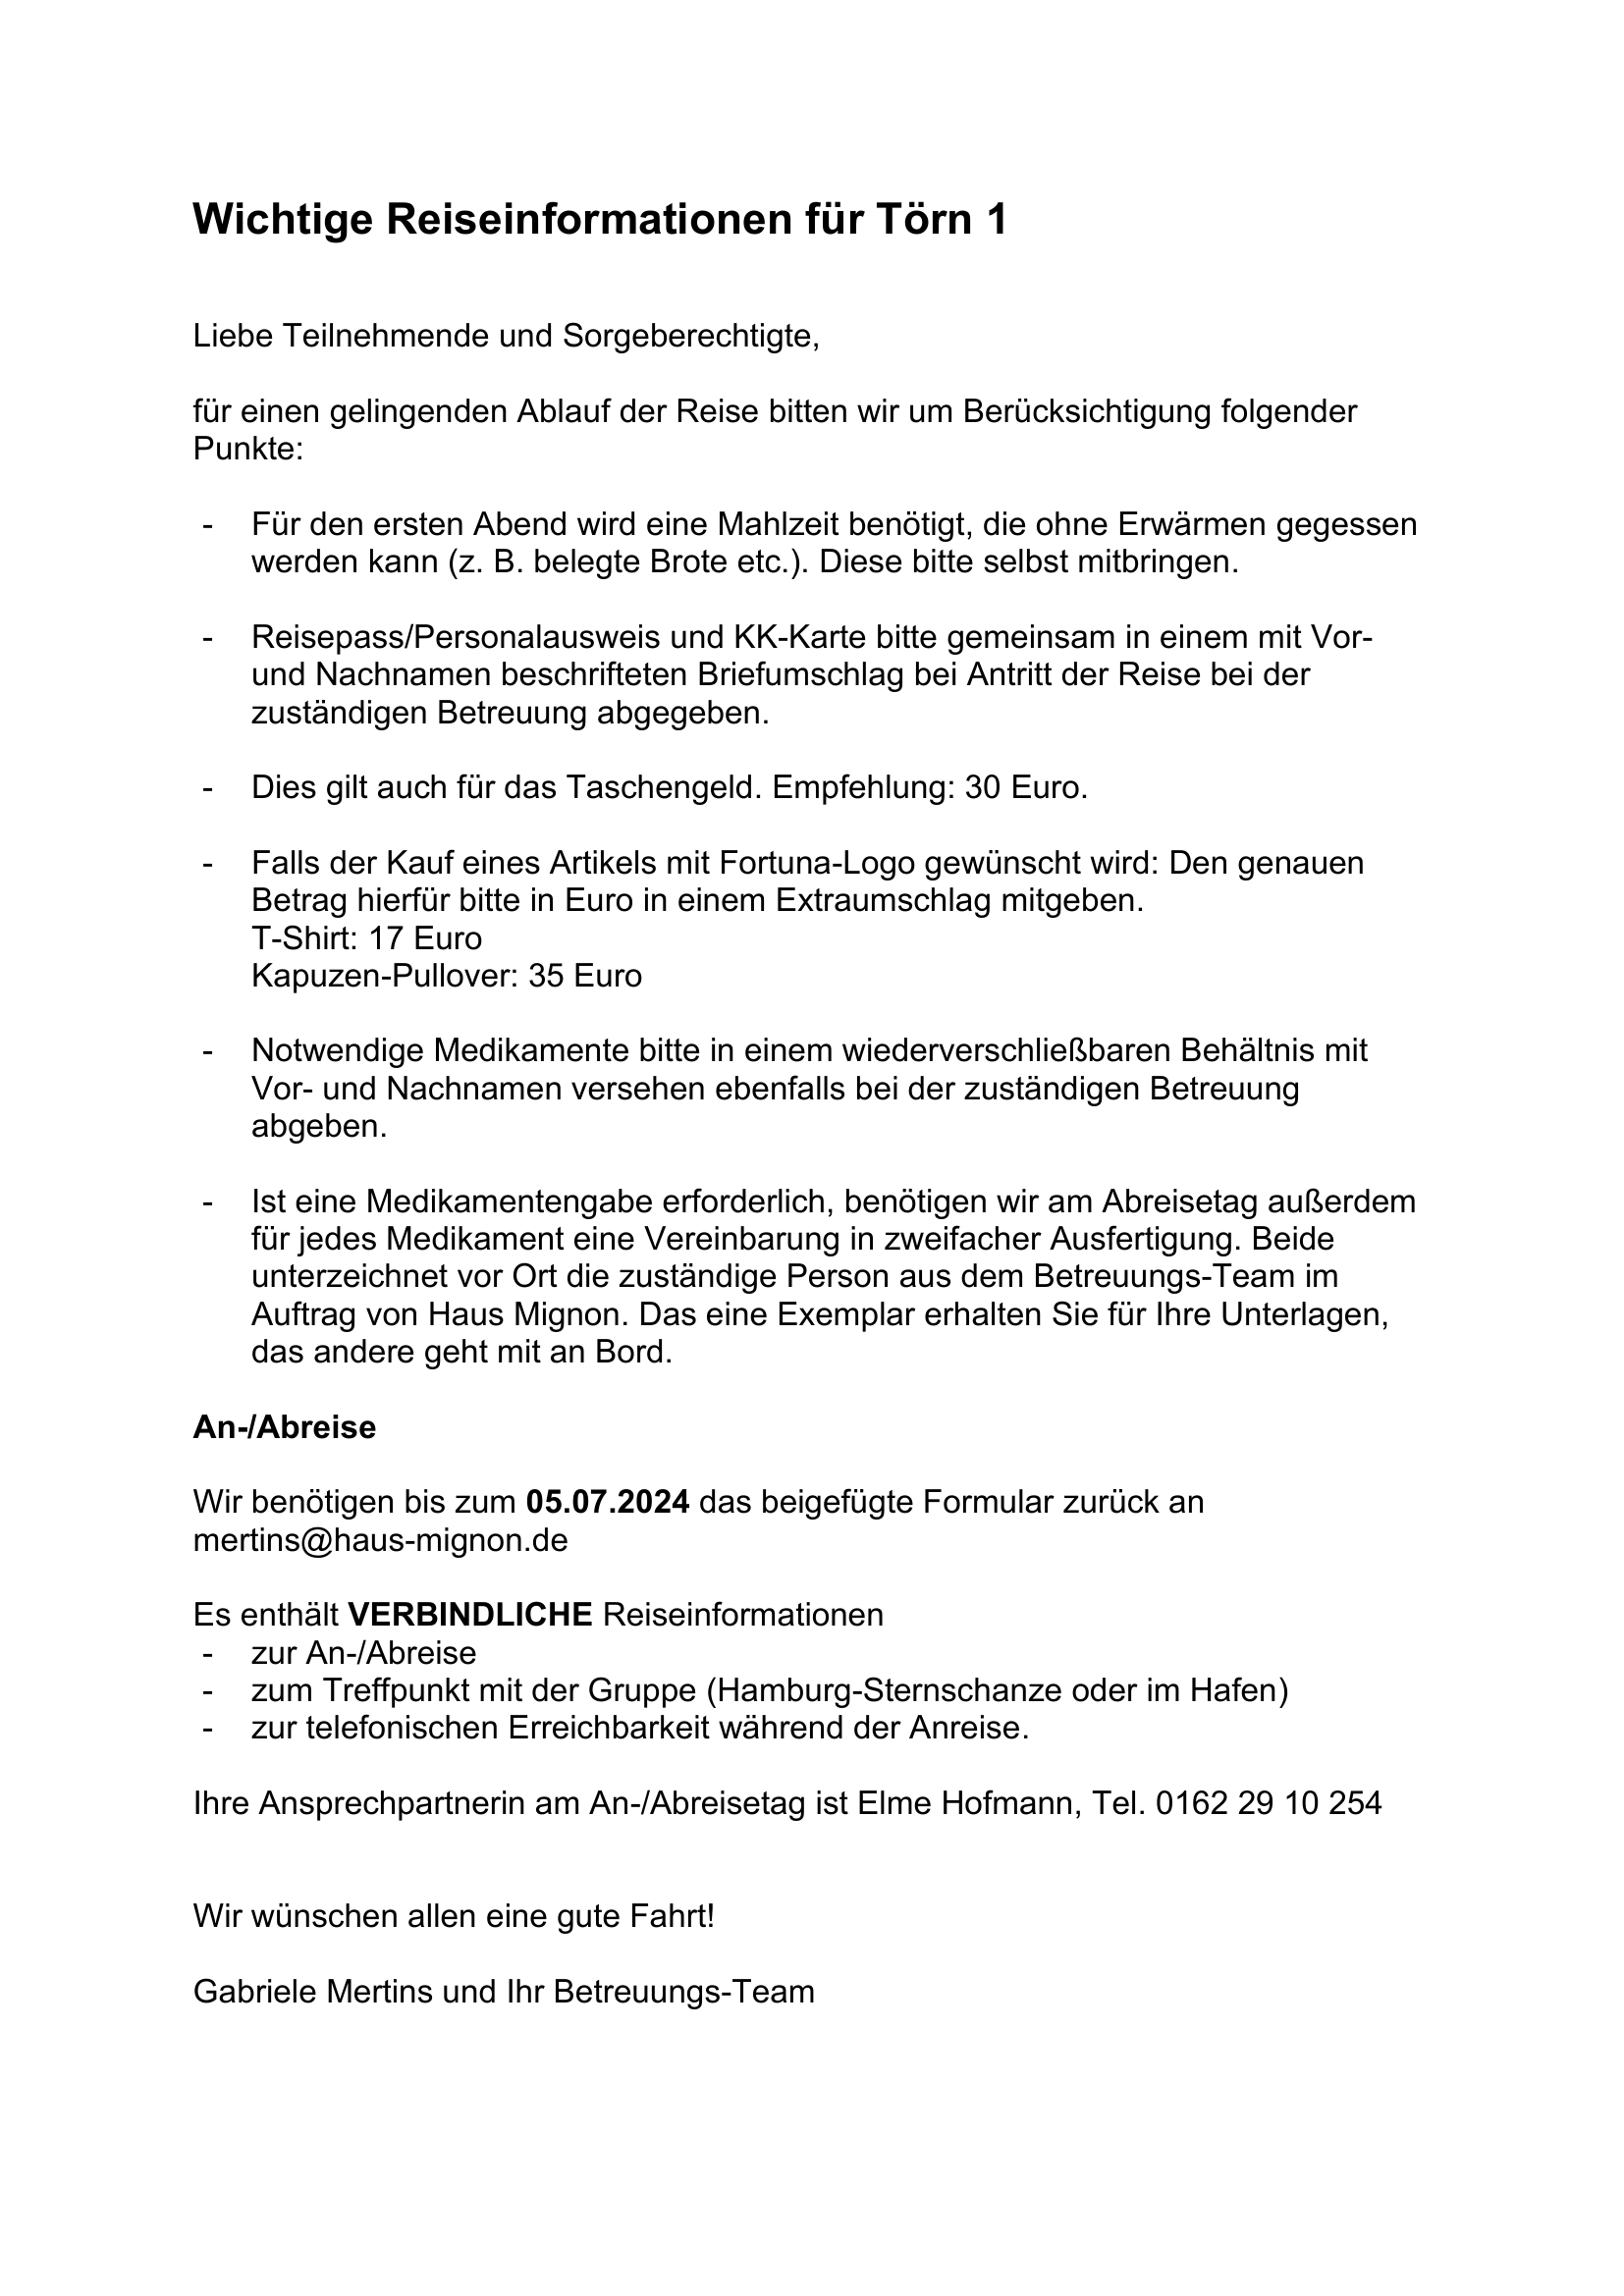 Wichtige Reiseinformationen für Törn 1
Liebe Teilnehmende und Sorgeberechtigte,
für einen gelingenden Ablauf der Reise bitten wir um Berücksichtigung folgender
Punkte:
- Für den ersten Abend wird eine Mahlzeit benötigt, die ohne Erwärmen gegessen
werden kann (z. B. belegte Brote etc.). Diese bitte selbst mitbringen.
- Reisepass/Personalausweis und KK-Karte bitte gemeinsam in einem mit Vor-
und Nachnamen beschrifteten Briefumschlag bei Antritt der Reise bei der
zuständigen Betreuung abgegeben.
- Dies gilt auch für das Taschengeld. Empfehlung: 30 Euro.
- Falls der Kauf eines Artikels mit Fortuna-Logo gewünscht wird: Den genauen
Betrag hierfür bitte in Euro in einem Extraumschlag mitgeben.
T-Shirt: 17 Euro
Kapuzen-Pullover: 35 Euro
- Notwendige Medikamente bitte in einem wiederverschließbaren Behältnis mit
Vor- und Nachnamen versehen ebenfalls bei der zuständigen Betreuung
abgeben.
- Ist eine Medikamentengabe erforderlich, benötigen wir am Abreisetag außerdem
für jedes Medikament eine Vereinbarung in zweifacher Ausfertigung. Beide
unterzeichnet vor Ort die zuständige Person aus dem Betreuungs-Team im
Auftrag von Haus Mignon. Das eine Exemplar erhalten Sie für Ihre Unterlagen,
das andere geht mit an Bord.
An-/Abreise
Wir benötigen bis zum 05.07.2024 das beigefügte Formular zurück an
mertins@haus-mignon.de
Es enthält VERBINDLICHE Reiseinformationen
- zur An-/Abreise
- zum Treffpunkt mit der Gruppe (Hamburg-Sternschanze oder im Hafen)
- zur telefonischen Erreichbarkeit während der Anreise.
Ihre Ansprechpartnerin am An-/Abreisetag ist Elme Hofmann, Tel. 0162 29 10 254
Wir wünschen allen eine gute Fahrt!
Gabriele Mertins und Ihr Betreuungs-Team